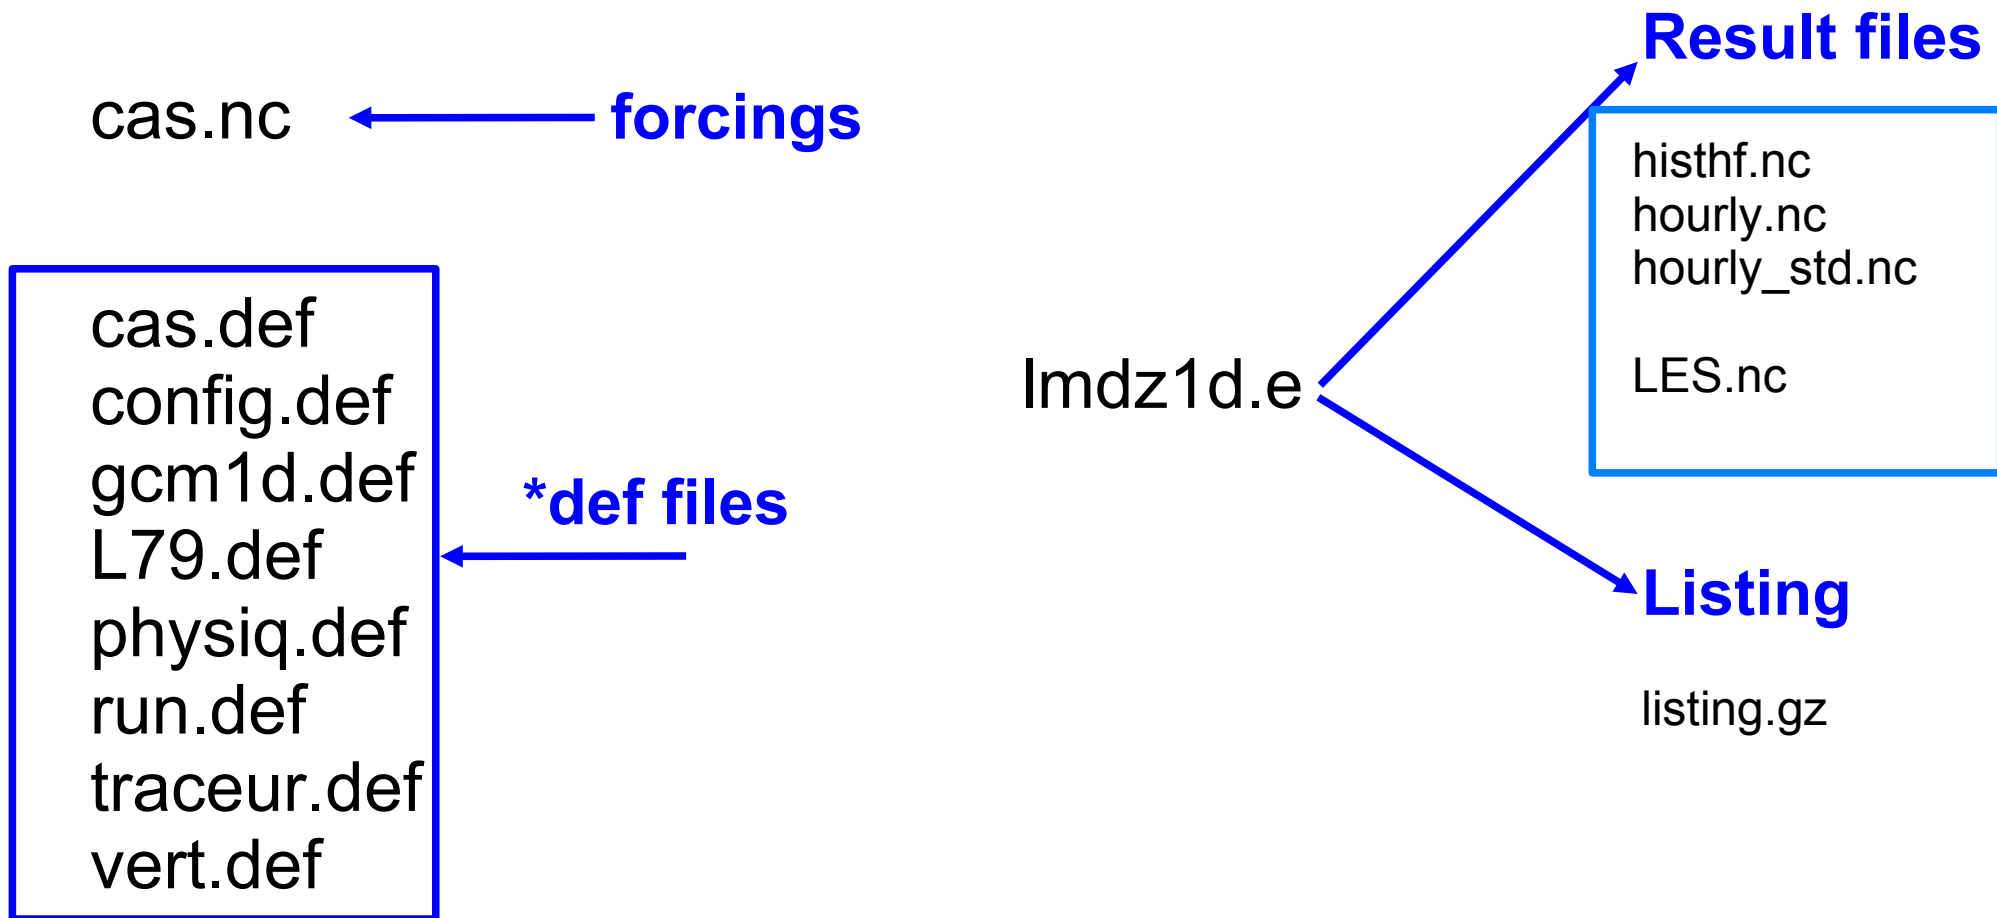 cas.nc
forcings
cas.def
config.def
gcm1d.def
L79.def
physiq.def
run.def
traceur.def
vert.def
*def files
lmdz1d.e
Result files
histhf.nc
hourly.nc
hourly_std.nc
LES.nc
Listing
listing.gz